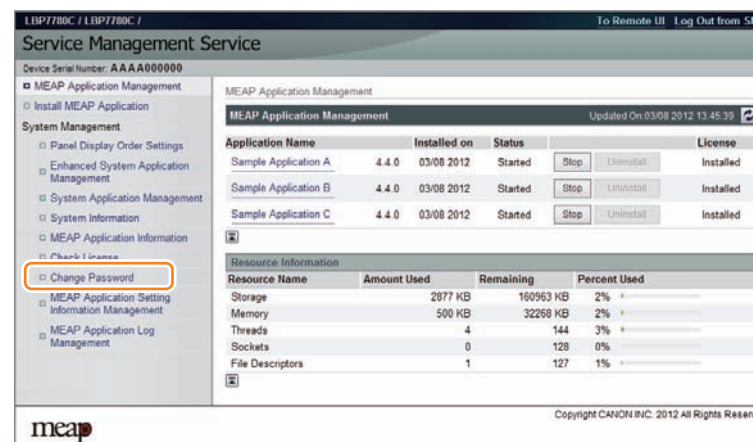 LBP7780C / LBP7780C /
To Remote UI Log Out from
Service Management Service
Device Serial Number: AAAA000000
MEAP Application Management
Install MEAP Application
System Management
Panel Display Order Settings
Enhanced System Application
Management
System Application Management
System Information
MEAP Application Information
Check License
Change Password
MEAP Application Setting
Information Management
MEAP Application Log
Management
MEAP Application Management
MEAP Application Management Updated On:03/08 2012 13:45:39
Application Name Installed on Status License
Sample Application A 4.4.0 03/08 2012 Started Stop Uninstall Installed
Sample Application B 4.4.0 03/08 2012 Started Stop Uninstall Installed
Sample Application C 4.4.0 03/08 2012 Started Stop Uninstall Installed
Resource Information
Resource Name Amount Used Remaining Percent Used
Storage 2877 KB 160963 KB 2%
Memory 500 KB 32268 KB 2%
Threads 4 144 3%
Sockets 0 128 0%
File Descriptors 1 127 1%
meap
Copyright CANON INC. 2012 All Rights